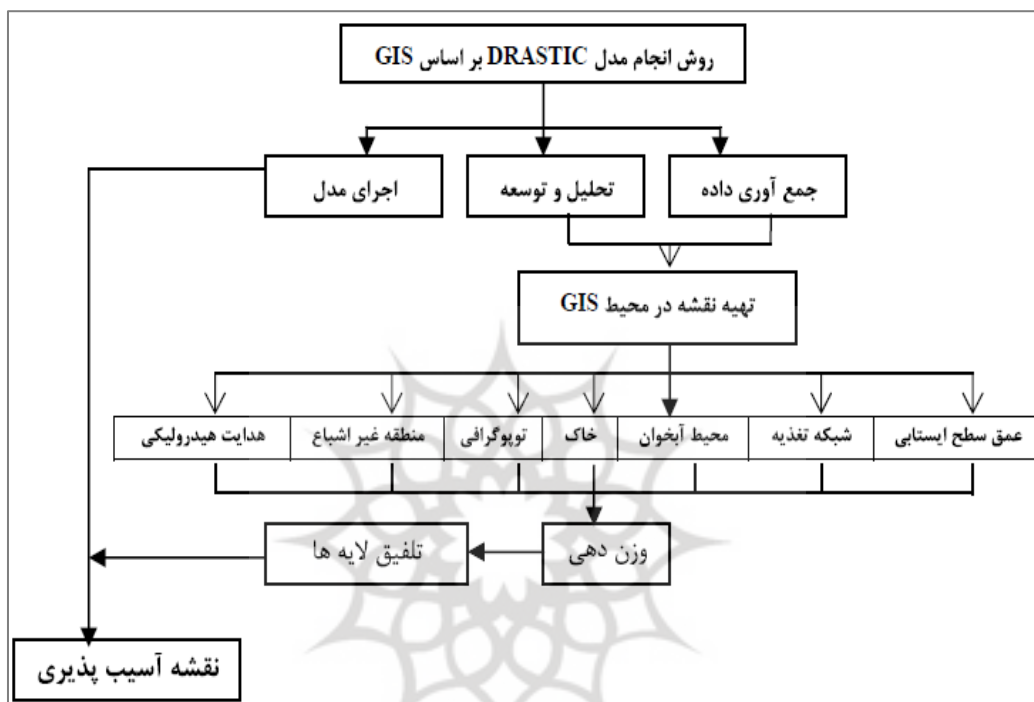 روش انجام مدل DRASTIC بر اساس GIS
جمع آوری داده
تحلیل و توسعه
اجرای مدل
تهیه نقشه در محیط GIS
عمق سطح ایستابی
شبکه تغذیه
محیط آبخوان
خاک
توپوگرافی
منطقه غیر اشباع
هدایت هیدرولیکی
وزن دهی
تلفیق لایه ها
نقشه آسیب پذیری